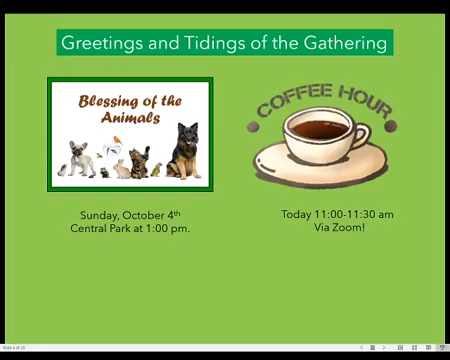 Greetings and Tidings of the Gathering
Blessing of the
Animals
Sunday, October 4th
Central Park at 1:00 pm.
COFFEE HOUR
Today 11:00-11:30 am
Via Zoom!